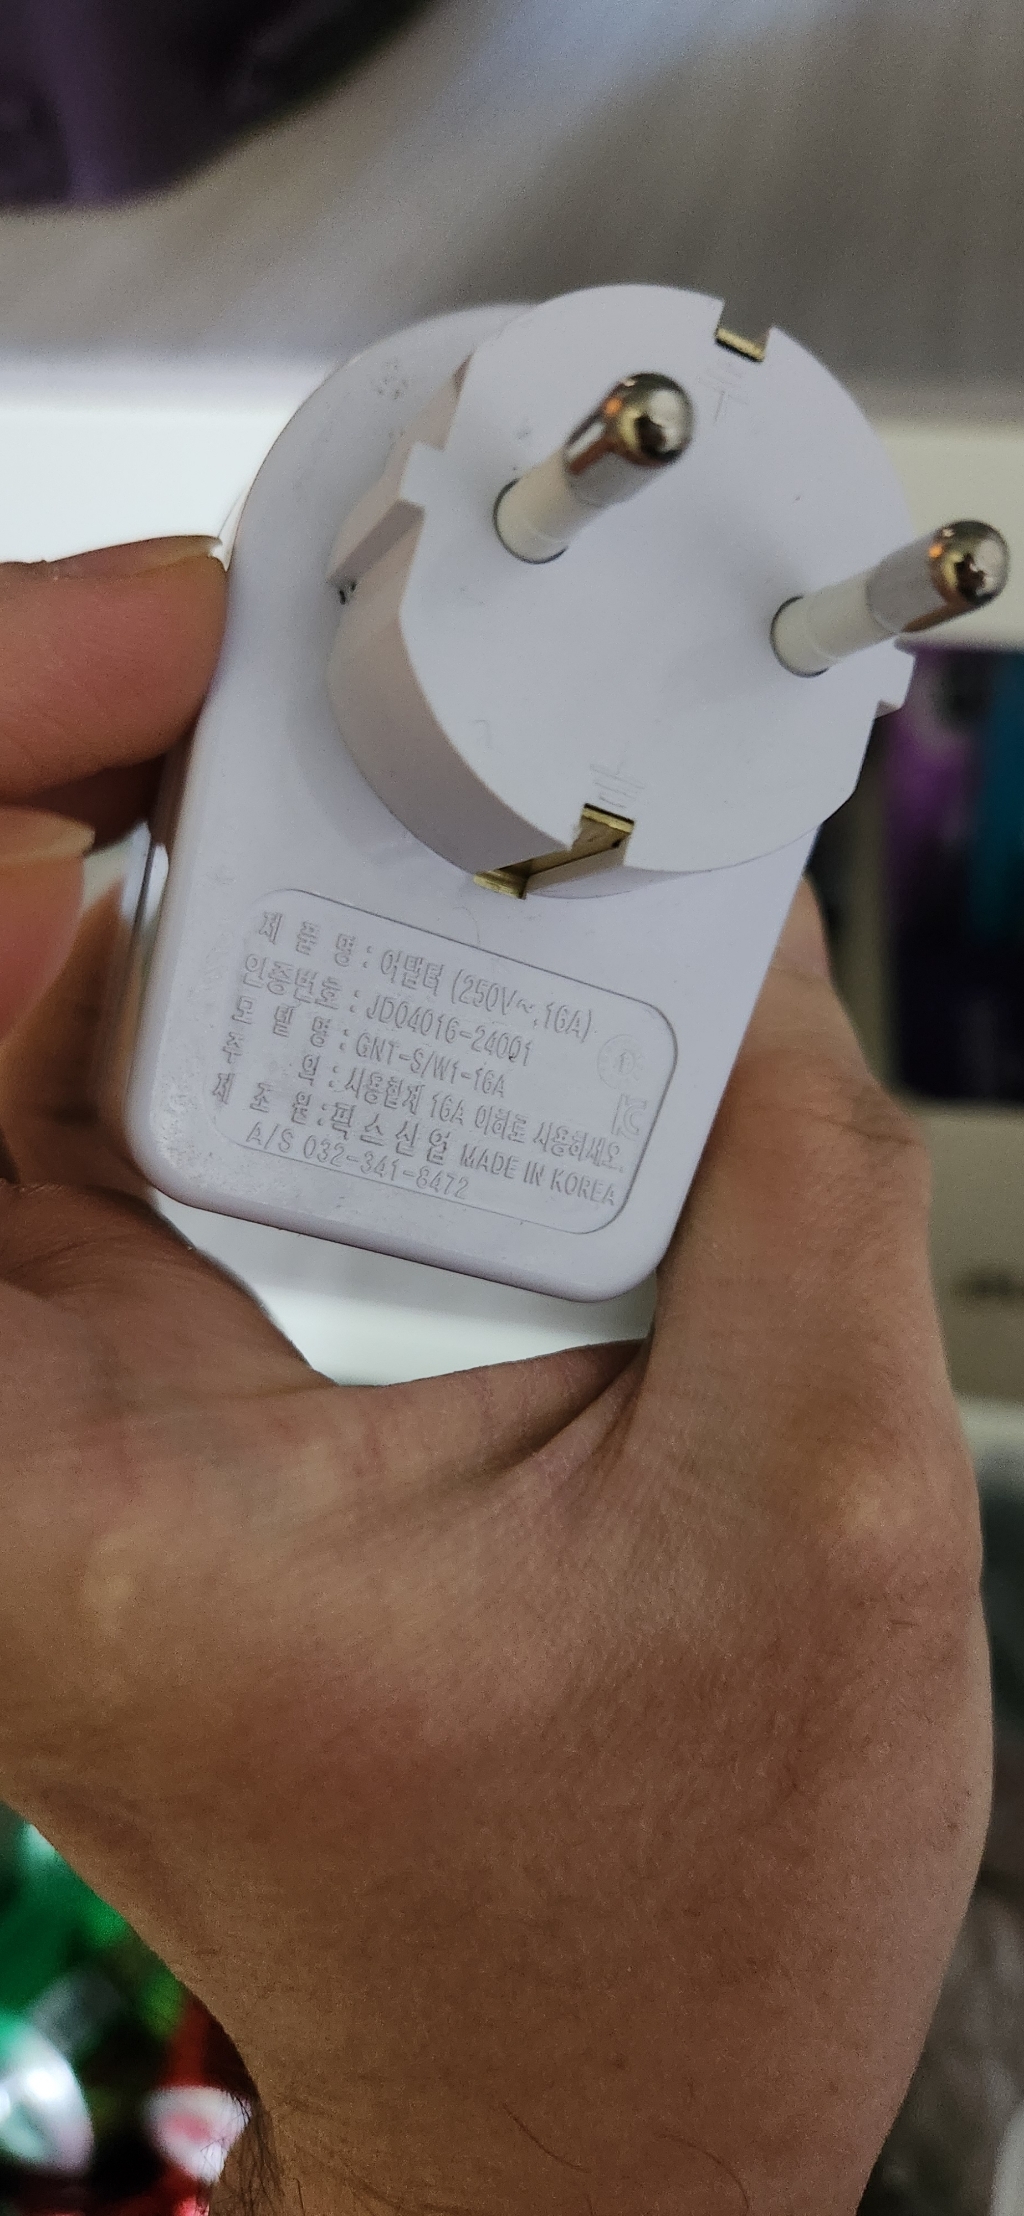 제 품 명 : 어댑터 (250V~,16A)
인증번호 : JD04016-24001
모 델 명 : GNT-S/W1-16A
주 의 : 사용할때 16A 이하로 사용하세요.
제 조 원 : 픽스산업 MADE IN KOREA
A/S 032-341-8472